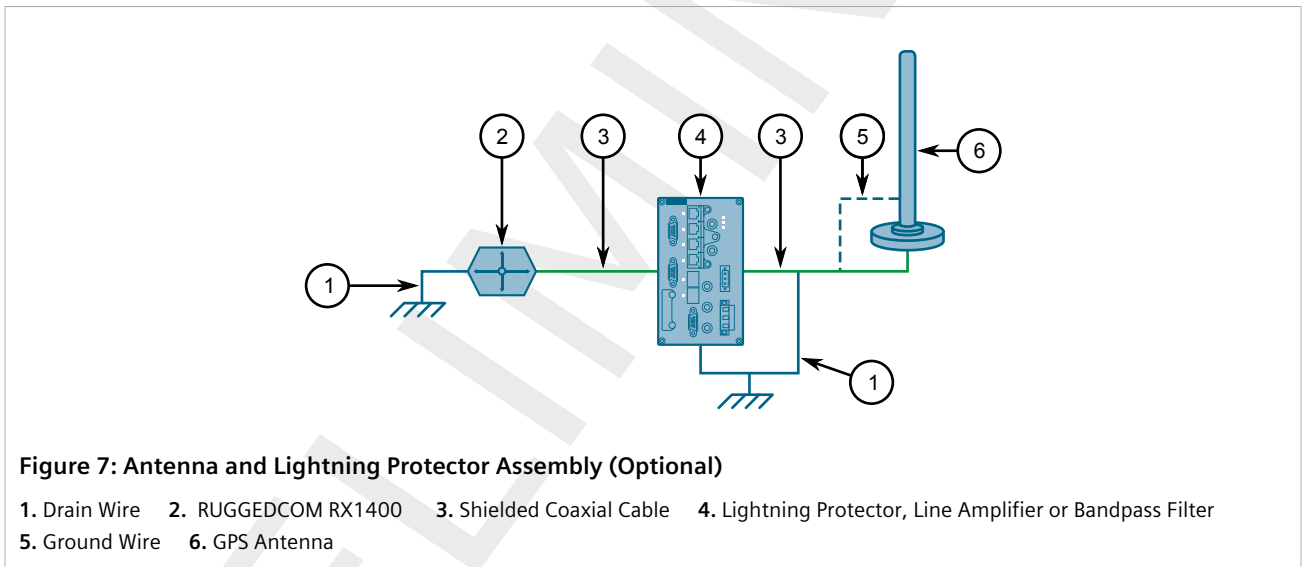 2 3 4 3 5 6
1
1
Figure 7: Antenna and Lightning Protector Assembly (Optional)
1. Drain Wire 2. RUGGEDCOM RX1400 3. Shielded Coaxial Cable 4. Lightning Protector, Line Amplifier or Bandpass Filter
5. Ground Wire 6. GPS Antenna